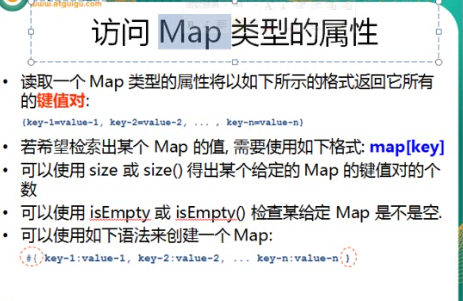 www.atguigu.com
访问 Map 类型的属性
• 读取一个 Map 类型的属性将以如下所示的格式返回它所有
的键值对:
{key-1=value-1, key-2=value-2, ... , key-n=value-n}
• 若希望检索出某个 Map 的值, 需要使用如下格式: map[key]
• 可以使用 size 或 size() 得出某个给定的 Map 的键值对的个
数
• 可以使用 isEmpty 或 isEmpty() 检查某给定 Map 是不是空.
• 可以使用如下语法来创建一个 Map:
#{ key-1:value-1, key-2:value-2, ... key-n:value-n }